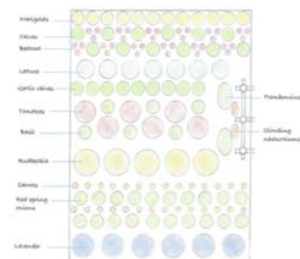 Marigolds
Chives
Beetroot
Lettuce
Garlic chives
Tomatoes
Basil
Rudbeckia
Carrots
Red spring
onions
Lavender
Tromboncino
Climbing
nasturtiums